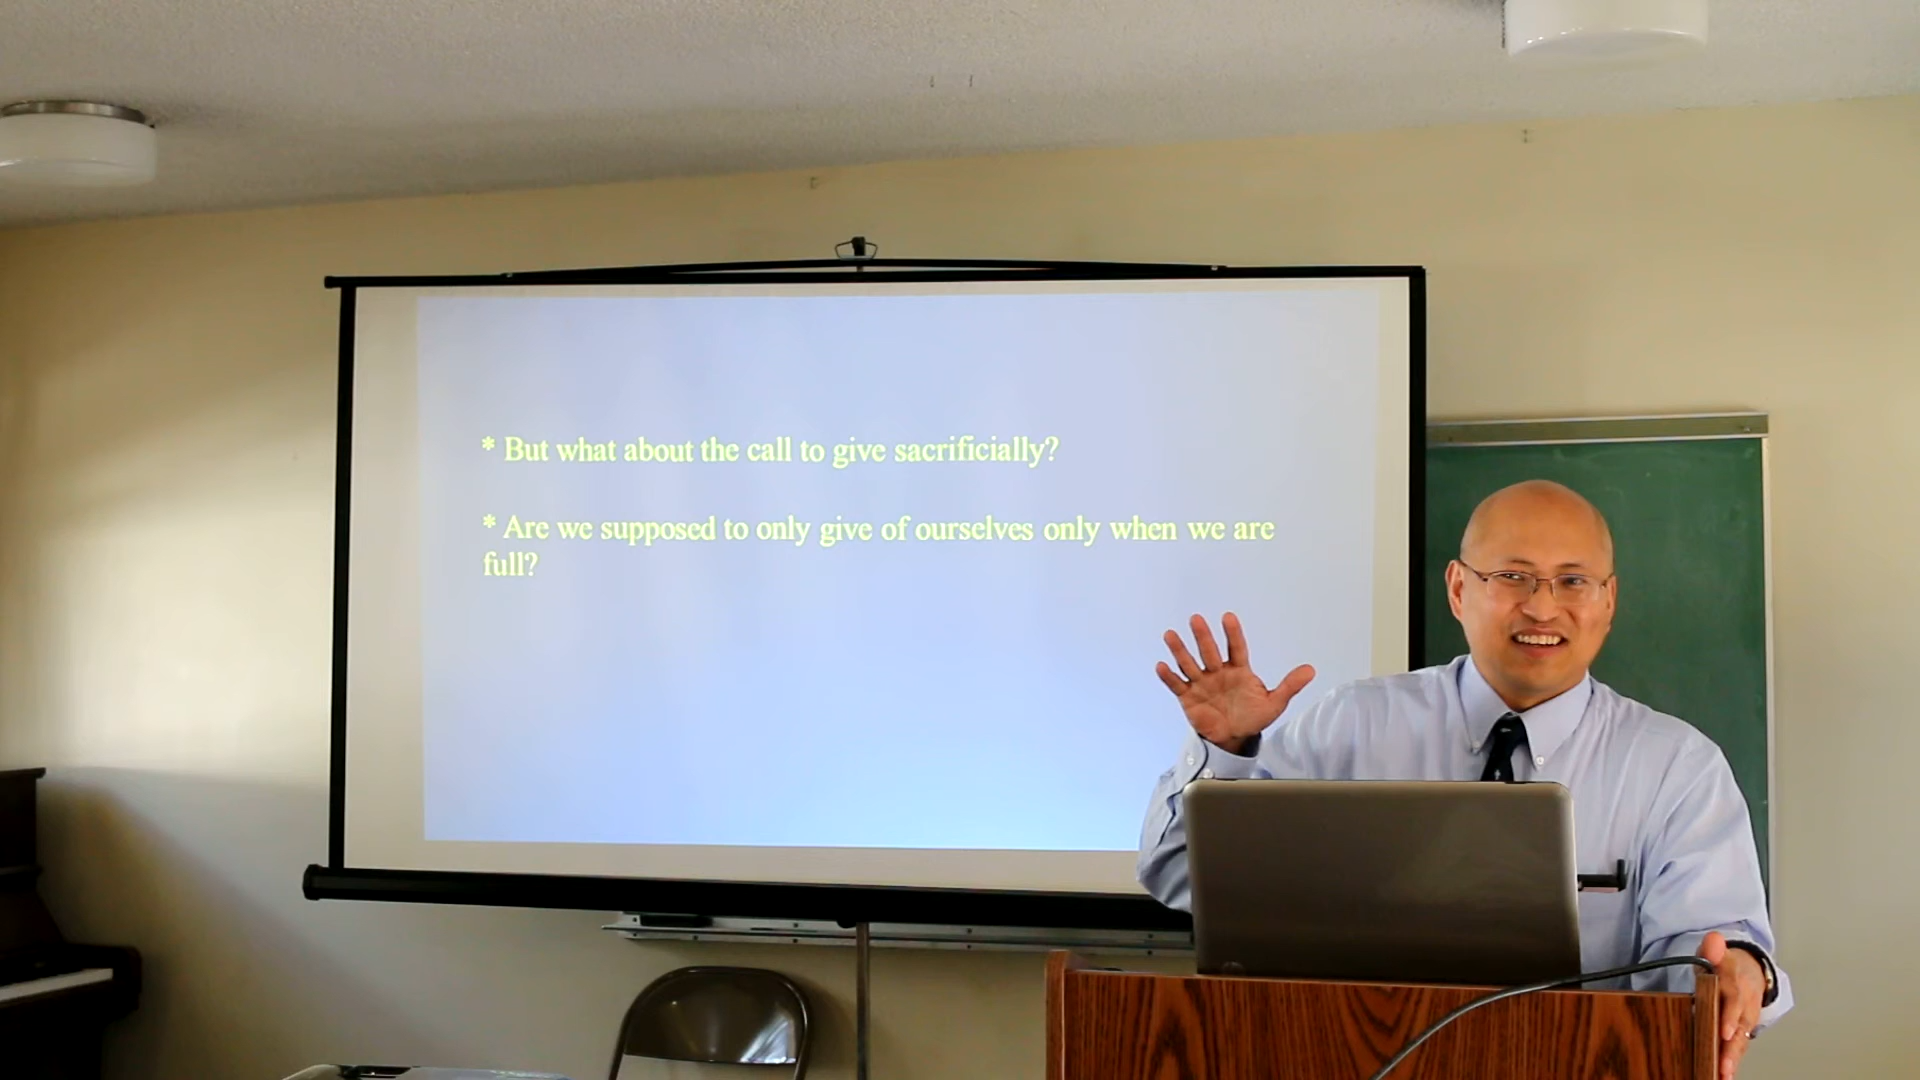 * But what about the call to give sacrificially?
* Are we supposed to only give of ourselves only when we are
full?